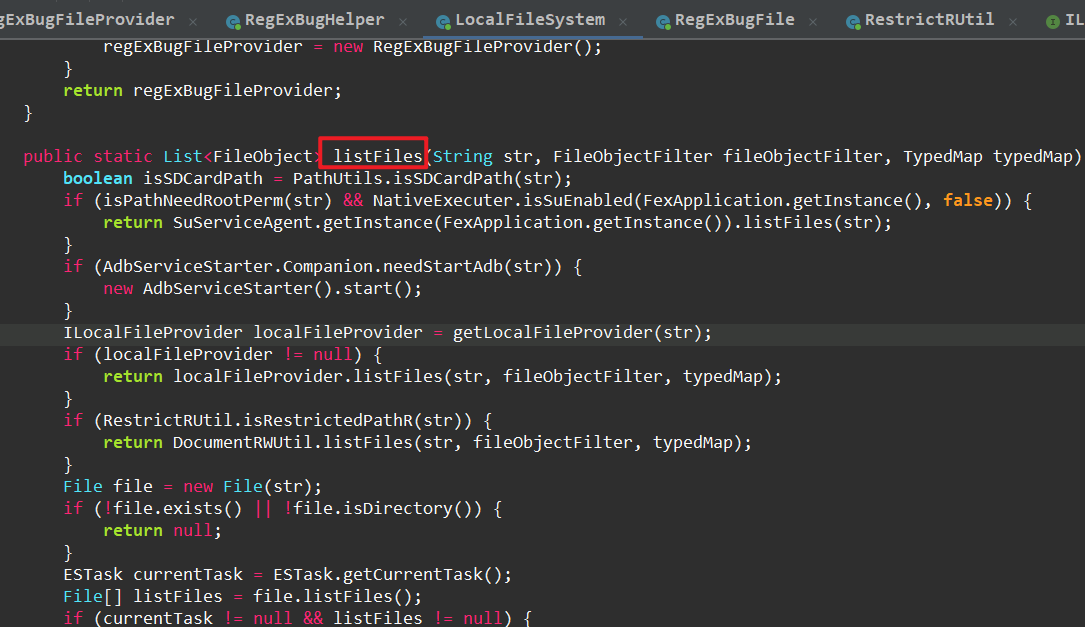 gExBugFileProvider × RegExBugHelper × LocalFileSystem × RegExBugFile × RestrictRUtil × IL
regExBugFileProvider = new RegExBugFileProvider();
}
return regExBugFileProvider;
}
public static List<FileObject> listFiles(String str, FileObjectFilter fileObjectFilter, TypedMap typedMap)
boolean isSDCardPath = PathUtils.isSDCardPath(str);
if (isPathNeedRootPerm(str) && NativeExecuter.isSuEnabled(FexApplication.getInstance(), false)) {
return SuServiceAgent.getInstance(FexApplication.getInstance()).listFiles(str);
}
if (AdbServiceStarter.Companion.needStartAdb(str)) {
new AdbServiceStarter().start();
}
ILocalFileProvider localFileProvider = getLocalFileProvider(str);
if (localFileProvider != null) {
return localFileProvider.listFiles(str, fileObjectFilter, typedMap);
}
if (RestrictRUtil.isRestrictedPathR(str)) {
return DocumentRWUtil.listFiles(str, fileObjectFilter, typedMap);
}
File file = new File(str);
if (!file.exists() || !file.isDirectory()) {
return null;
}
ESTask currentTask = ESTask.getCurrentTask();
File[] listFiles = file.listFiles();
if (currentTask != null && listFiles != null) {